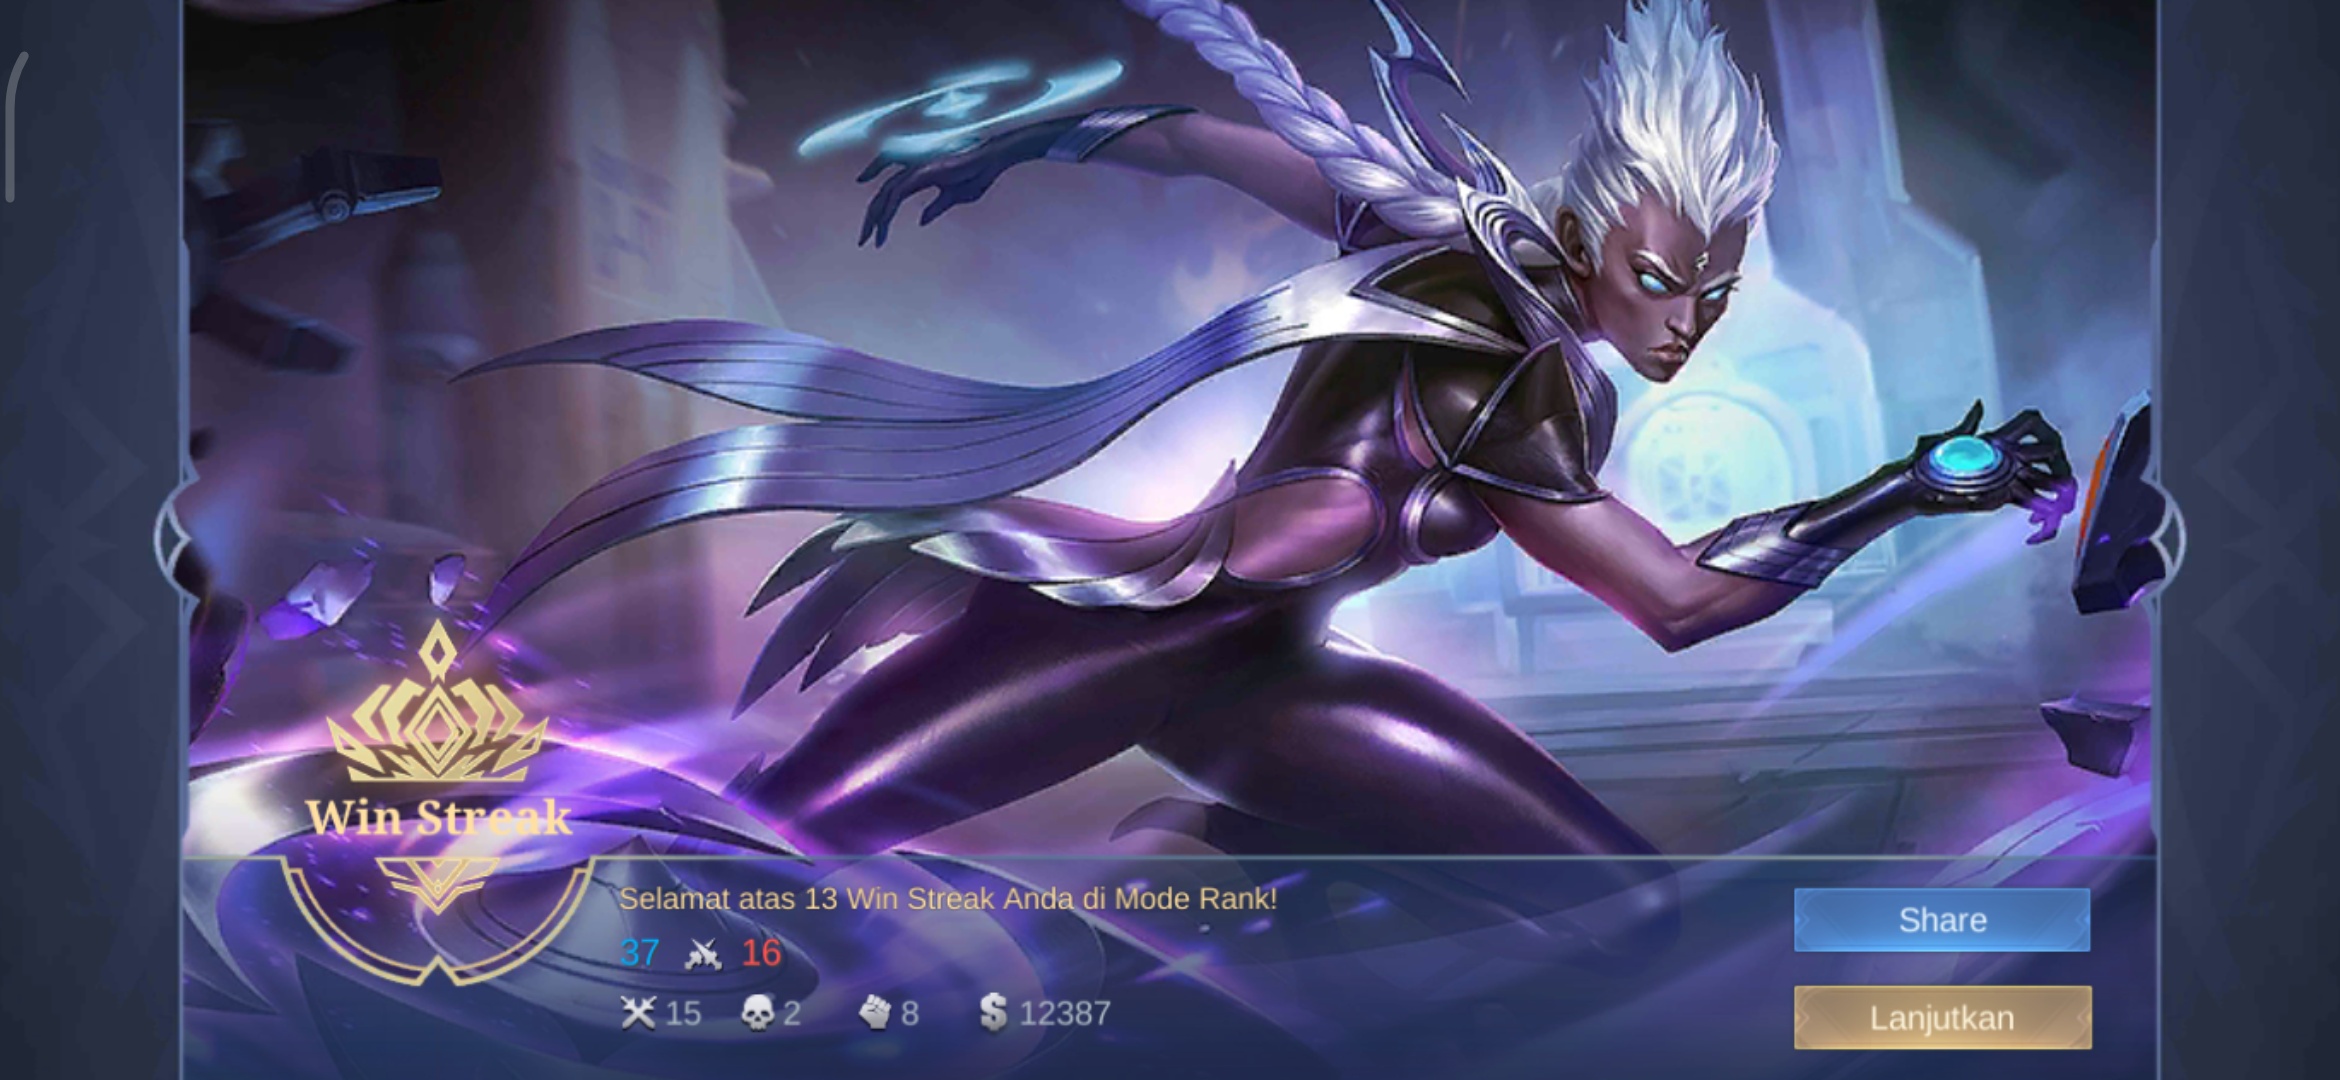 Win Streak
Selamat atas 13 Win Streak Anda di Mode Rank!
37 16
15 2 8 12387
Share
Lanjutkan